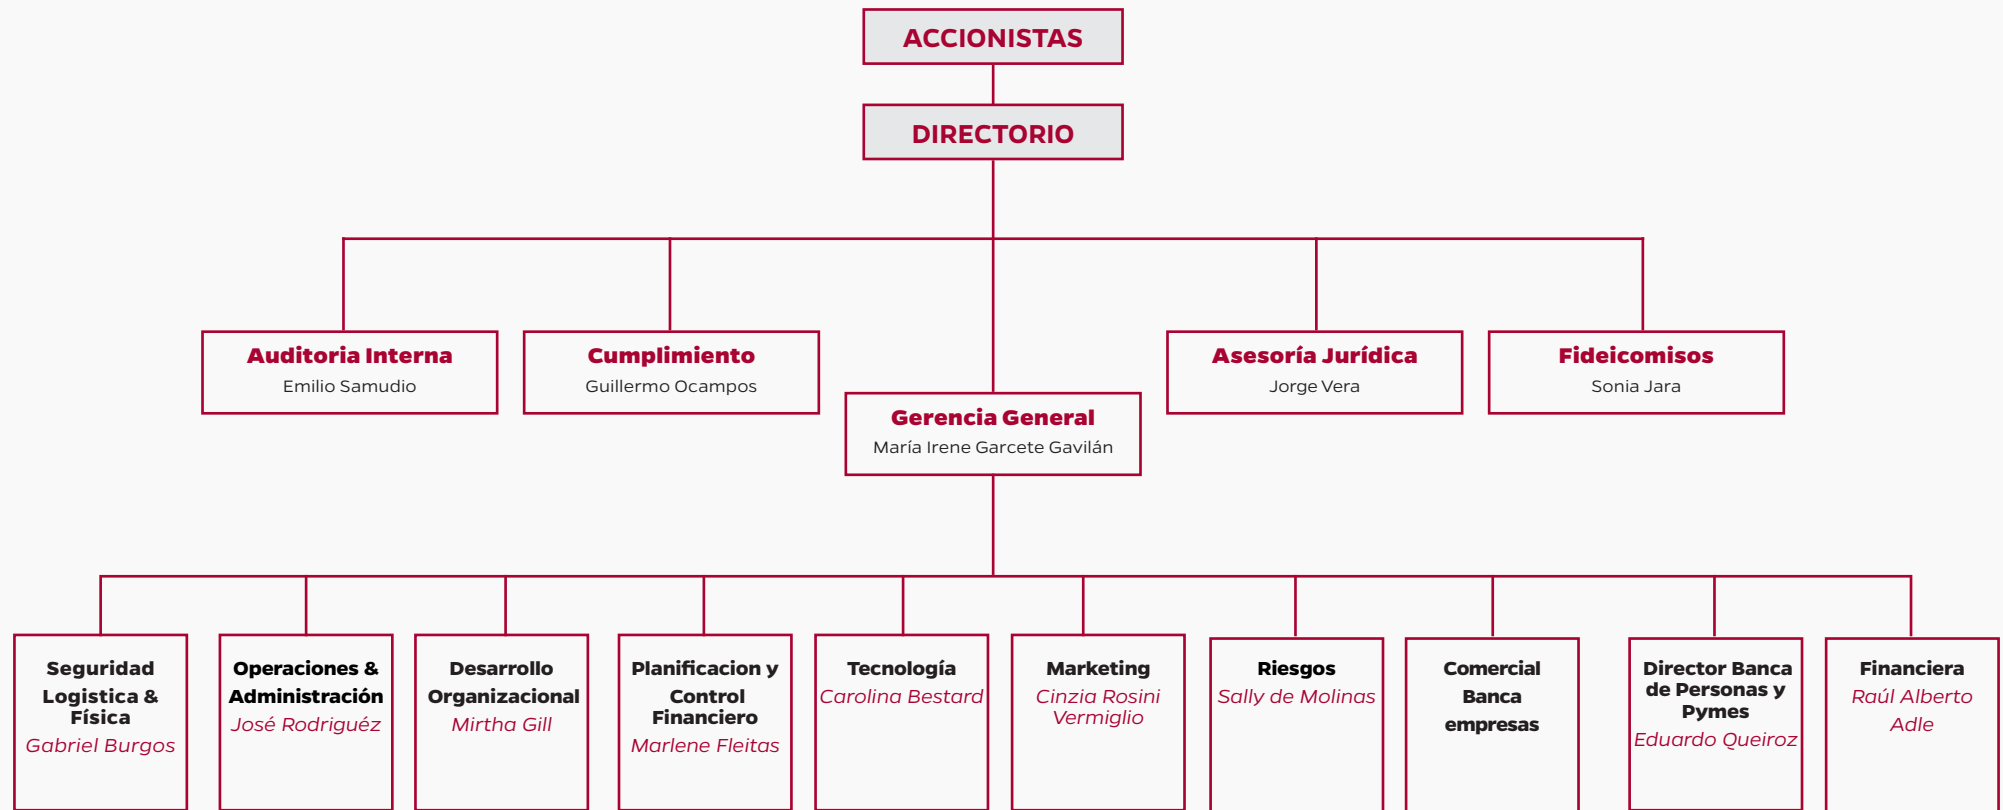 ACCIONISTAS
DIRECTORIO
Auditoria Interna
Emilio Samudio
Cumplimiento
Guillermo Ocampos
Gerencia General
María Irene Garcete Gavilán
Asesoría Jurídica
Jorge Vera
Fideicomisos
Sonia Jara
Seguridad
Logistica &
Física
Gabriel Burgos
Operaciones &
Administración
José Rodriguéz
Desarrollo
Organizacional
Mirtha Gill
Planificacion y
Control
Financiero
Marlene Fleitas
Tecnología
Carolina Bestard
Marketing
Cinzia Rosini
Vermiglio
Riesgos
Sally de Molinas
Comercial
Banca
empresas
Director Banca
de Personas y
Pymes
Eduardo Queiroz
Financiera
Raúl Alberto
Adle